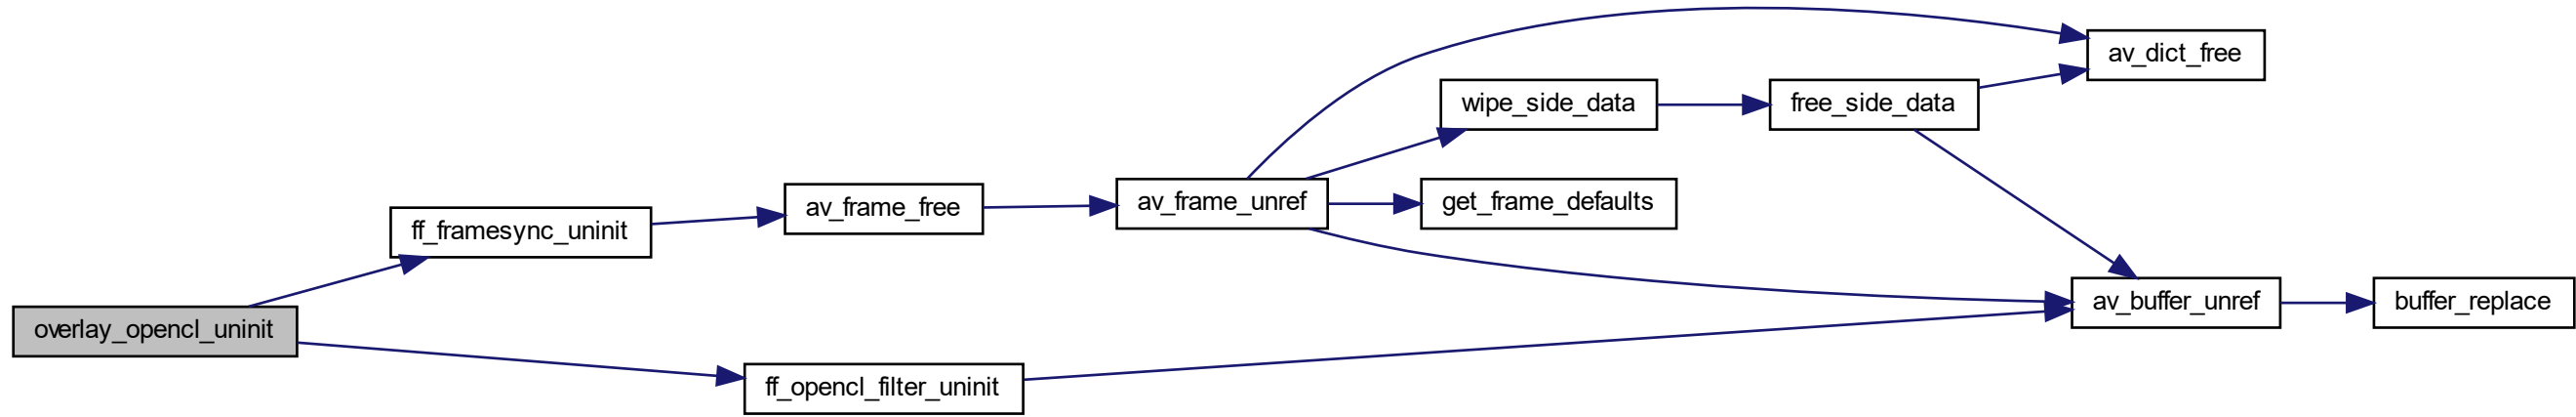 overlay_opencl_uninit
ff_framesync_uninit
av_frame_free
av_frame_unref
av_dict_free
wipe_side_data
free_side_data
get_frame_defaults
av_buffer_unref
buffer_replace
ff_opencl_filter_uninit